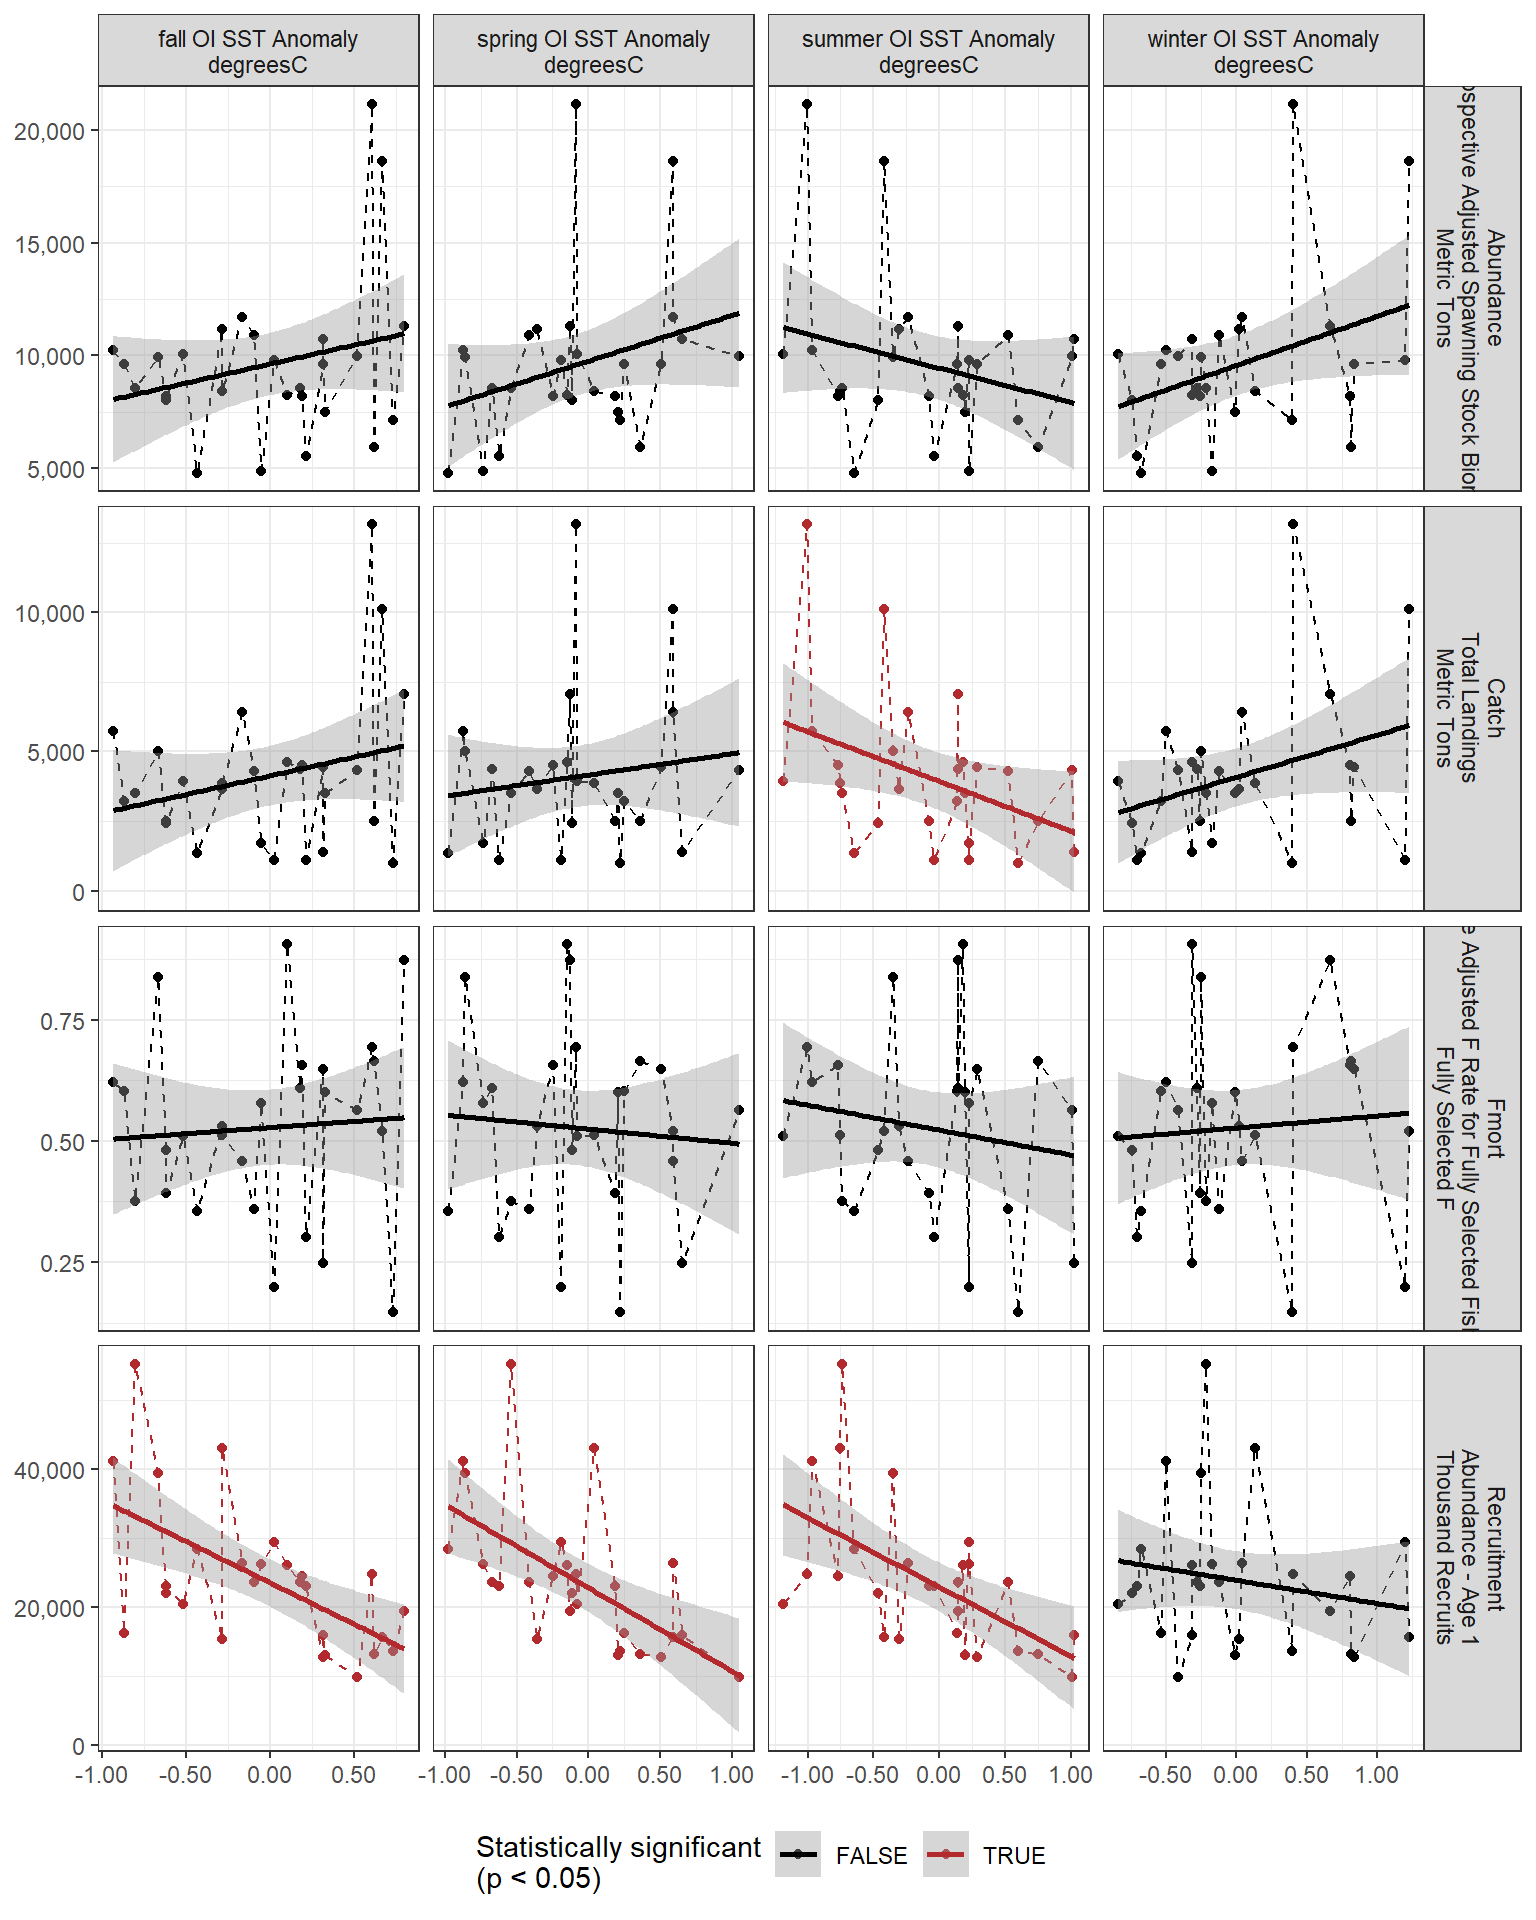 fall OI SST Anomaly
degreesC
spring OI SST Anomaly
degreesC
summer OI SST Anomaly
degreesC
winter OI SST Anomaly
degreesC
20,000
15,000
10,000
5,000
Abundance
Adjusted Spawning Stock
Metric Tons
10,000
5,000
0
Catch
Total Landings
Metric Tons
0.75
0.50
0.25
Fmort
Adjusted F Rate for Fully Selected
Fully Selected F
40,000
20,000
0
Recruitment
Abundance - Age 1
Thousand Recruits
-1.00 -0.50 0.00 0.50
-1.00 -0.50 0.00 0.50 1.00
-1.00 -0.50 0.00 0.50 1.00
-0.50 0.00 0.50 1.00
Statistically significant
(p < 0.05)
FALSE
TRUE